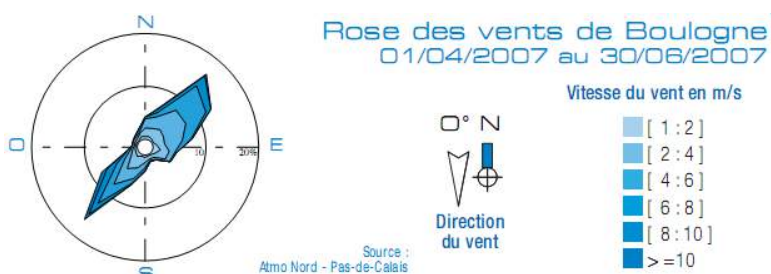 Rose des vents de Boulogne
01/04/2007 au 30/06/2007
N
O
E
S
10
20%
0° N
Direction
du vent
Vitesse du vent en m/s
[ 1 : 2 ]
[ 2 : 4 ]
[ 4 : 6 ]
[ 6 : 8 ]
[ 8 : 10 ]
> =10
Source :
Atmo Nord - Pas-de-Calais